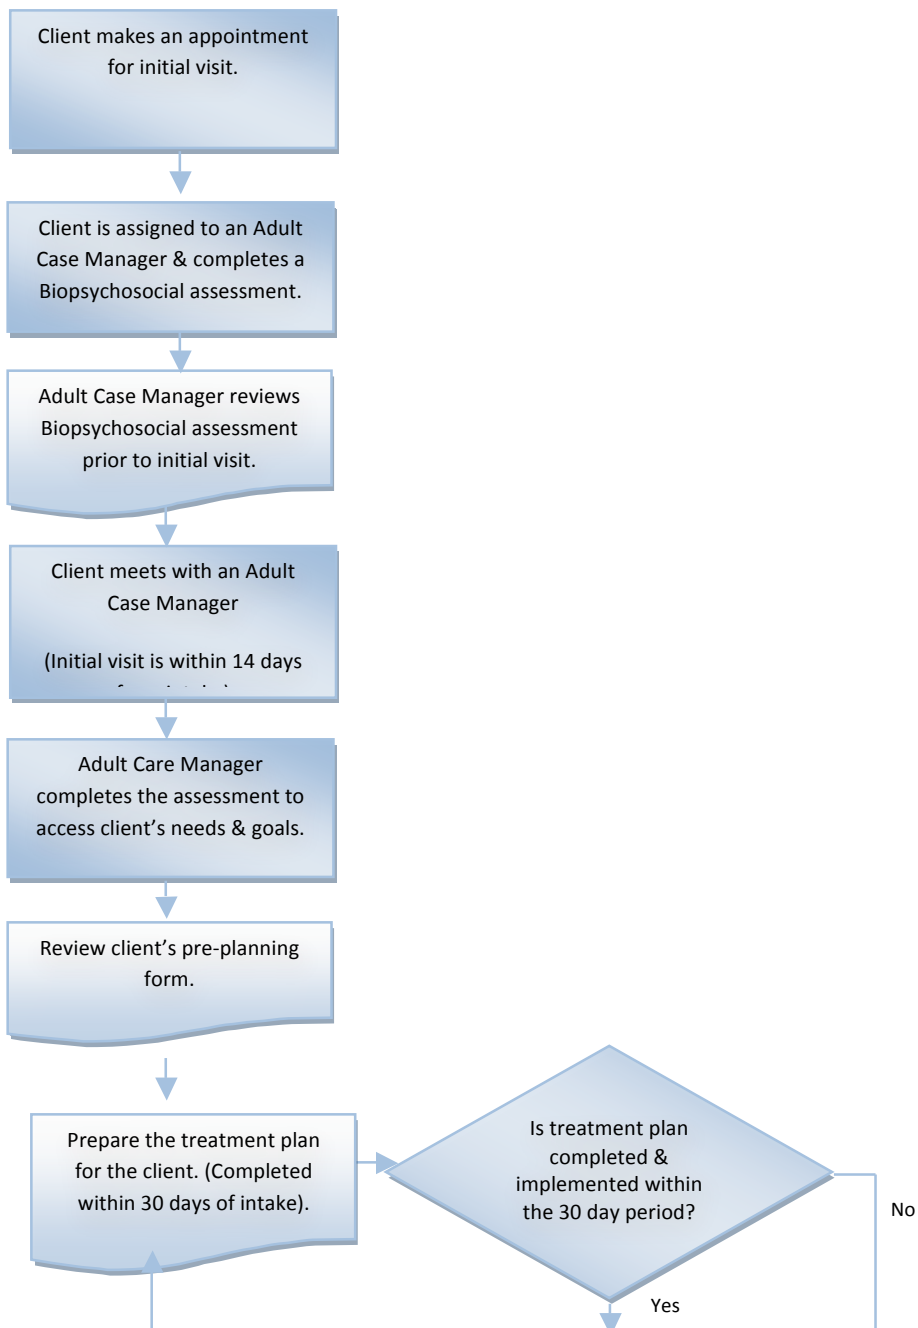 Client makes an appointment
for initial visit.
Client is assigned to an Adult
Case Manager & completes a
Biopsychosocial assessment.
Adult Case Manager reviews
Biopsychosocial assessment
prior to initial visit.
Client meets with an Adult
Case Manager
(Initial visit is within 14 days
Adult Care Manager
completes the assessment to
access client’s needs & goals.
Review client’s pre-planning
form.
Prepare the treatment plan
for the client. (Completed
within 30 days of intake).
Is treatment plan
completed &
implemented within
the 30 day period?
No
Yes